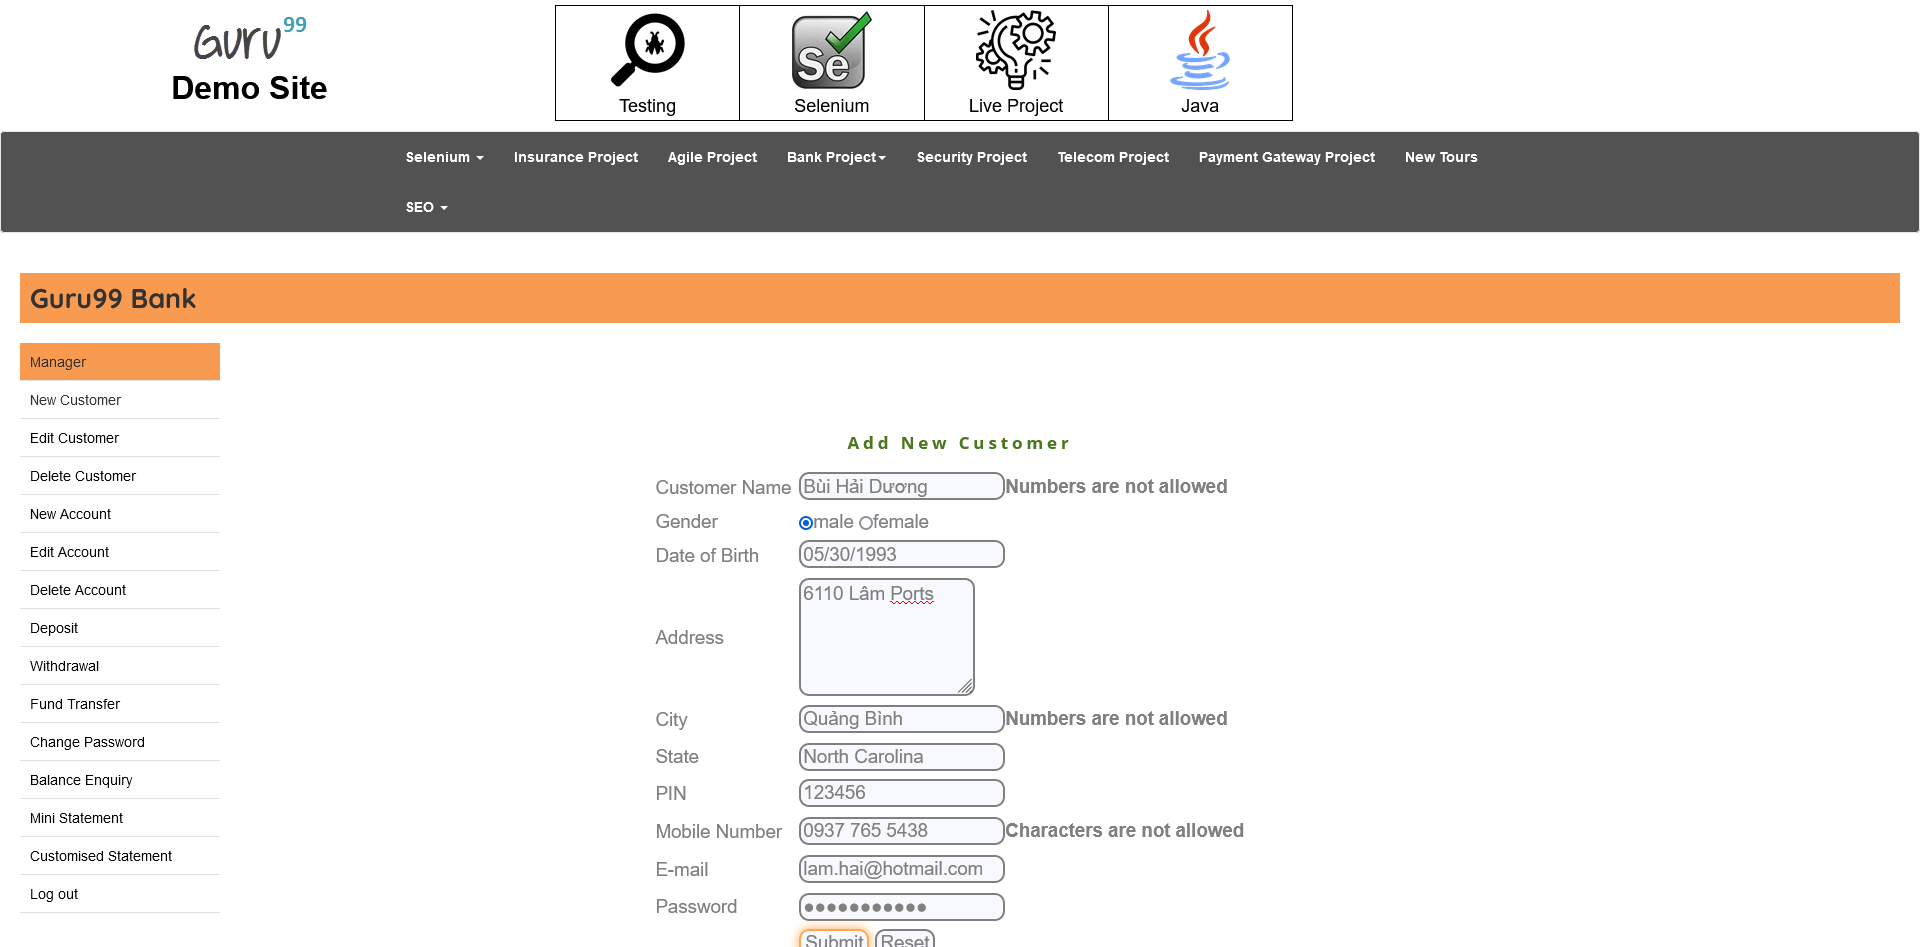 Guru99
Demo Site
Testing
Selenium
Live Project
Java
Selenium
Insurance Project
Agile Project
Bank Project
Security Project
Telecom Project
Payment Gateway Project
New Tours
SEO
Guru99 Bank
Manager
New Customer
Edit Customer
Delete Customer
New Account
Edit Account
Delete Account
Deposit
Withdrawal
Fund Transfer
Change Password
Balance Enquiry
Mini Statement
Customised Statement
Log out
Add New Customer
Customer Name Bùi Hải Dương Numbers are not allowed
Gender male female
Date of Birth 05/30/1993
Address 6110 Lâm Ports
City Quảng Bình Numbers are not allowed
State North Carolina
PIN 123456
Mobile Number 0937 765 5438 Characters are not allowed
E-mail lam.hai@hotmail.com
Password •••••••••••
Submit Reset